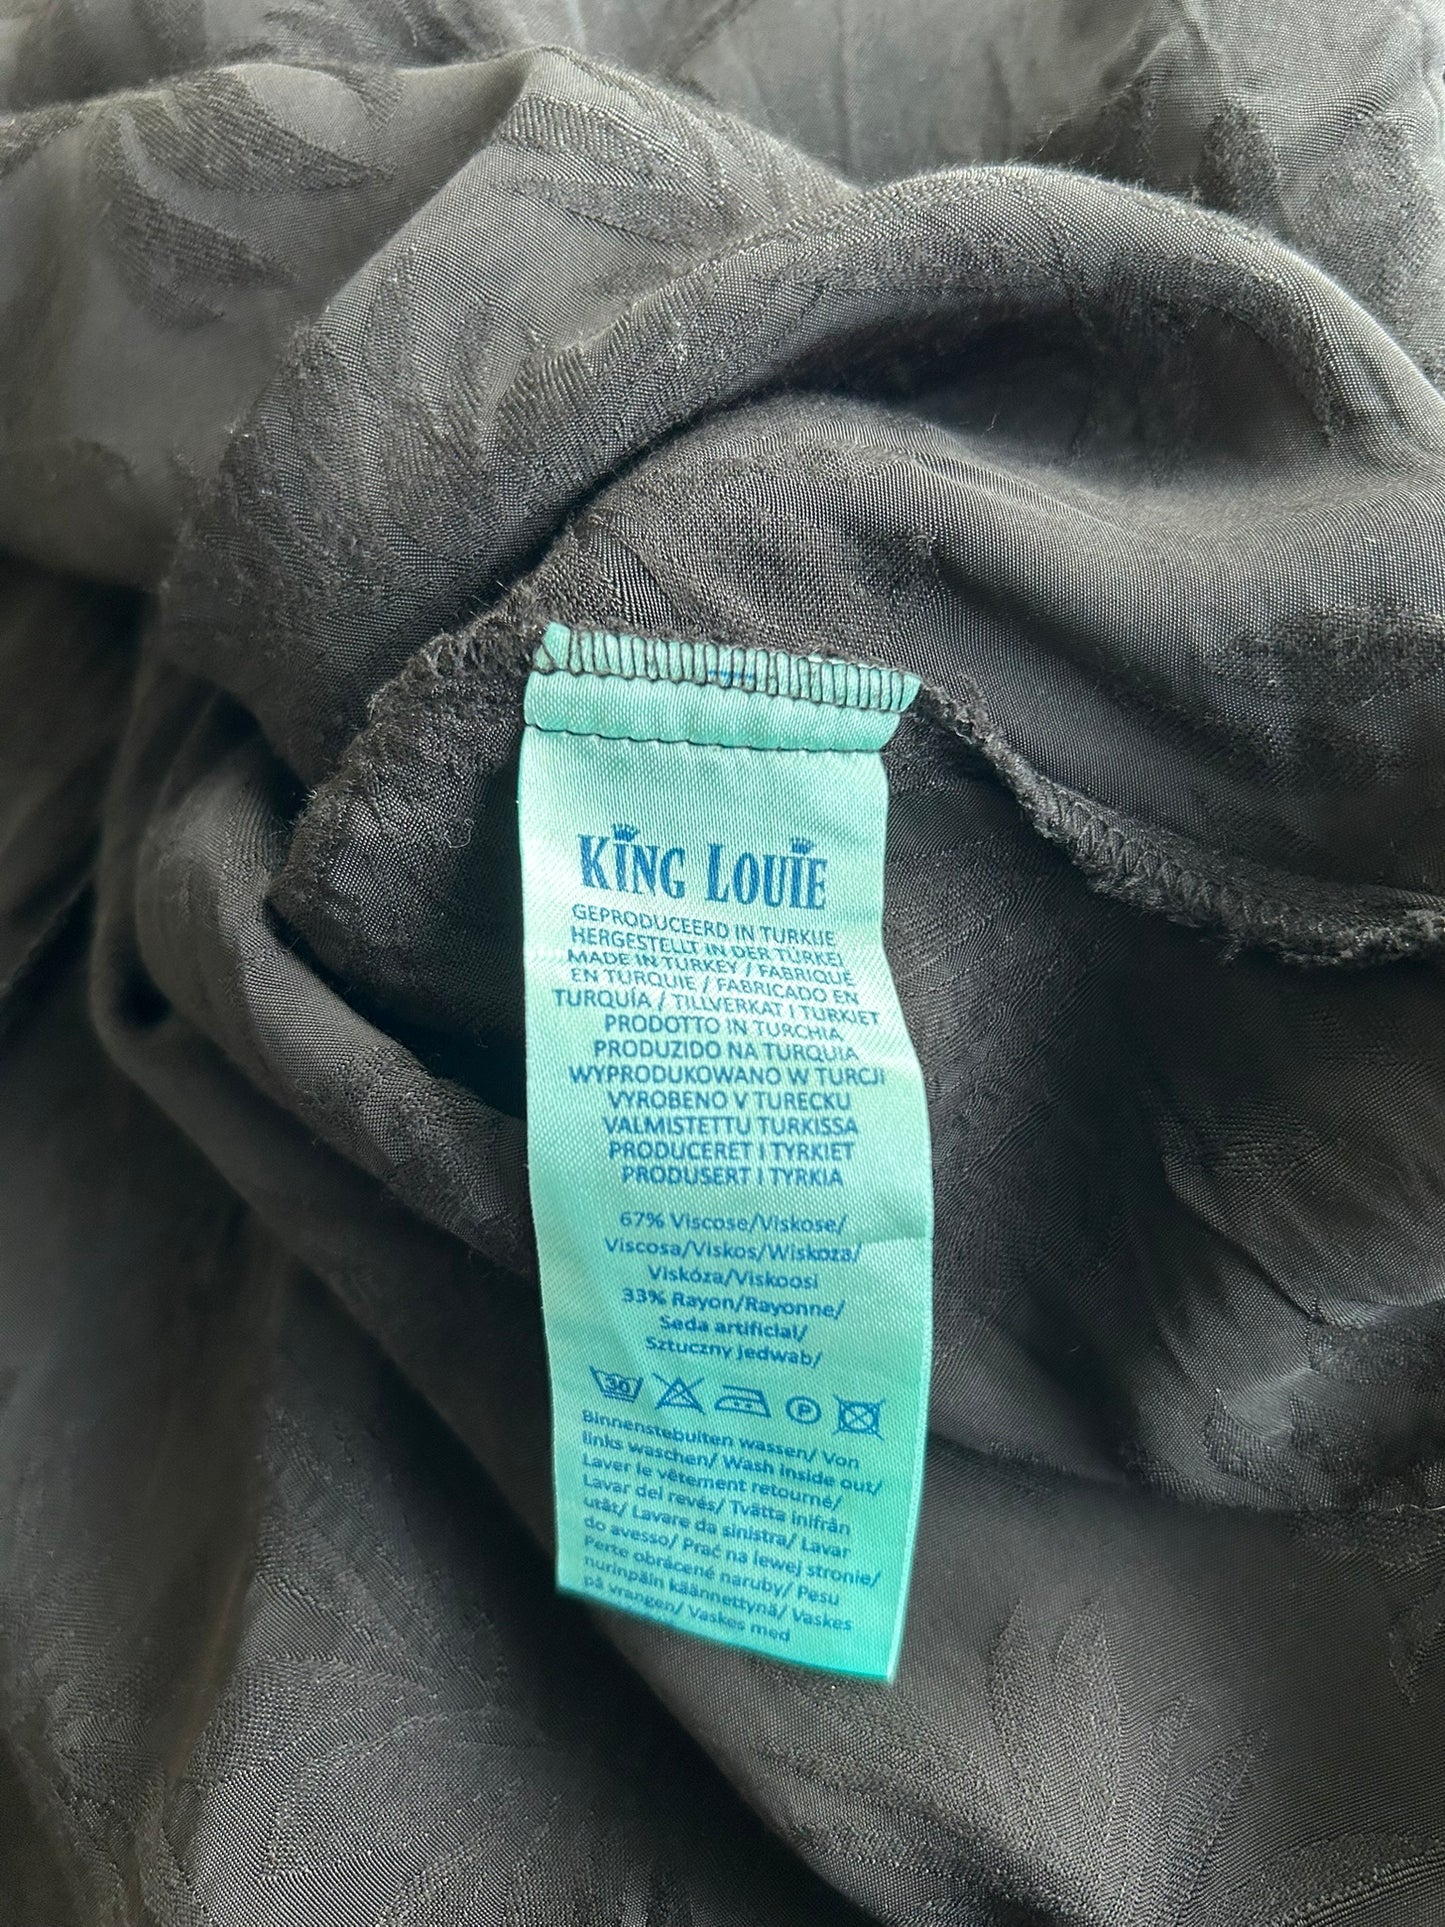 KING LOUIE
GEPRODUCEERD IN TURKIJE
HERGESTELLT IN DER TÜRKEI
MADE IN TURKEY / FABRIQUÉ
EN TURQUIE / FABRICADO EN
TURQUÍA / TILLVERKAT I TURKIET
PRODOTTO IN TURCHIA
PRODUZIDO NA TURQUIA
WYPRODUKOWANO W TURCJI
VYROBENO V TURECKU
VALMISTETTU TURKISSA
PRODUCERET I TYRKIET
PRODUSERT I TYRKIA
67% Viscose/Viskose/
Viscosa/Viskos/Wiskoza/
Viskóza/Viskoosi
33% Rayon/Rayonne/
Seda artificial/
Sztuczny jedwab/
30 P
Binnenstebuiten wassen/ Von
links waschen/ Wash inside out/
Laver le vêtement retourné/
Lavar del revés/ Tvätta inifrån
utåt/ Lavare da sinistra/ Lavar
do avesso/ Prać na lewej stronie/
Perte obrácené naruby/ Pesu
nurinpäin käännettynä/ Vaskes
på vrangen/ Vaskes med